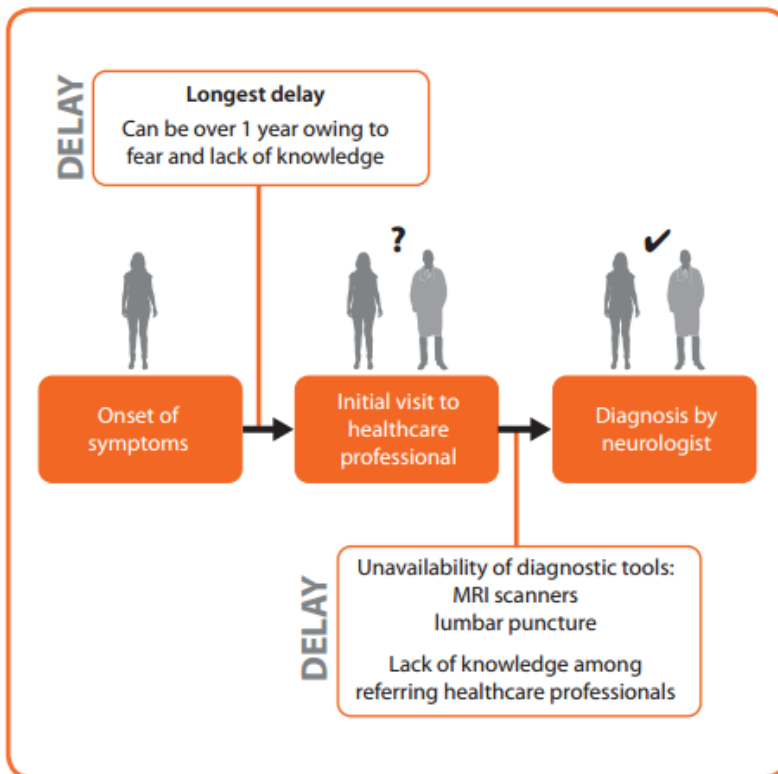 DELAY
Longest delay
Can be over 1 year owing to
fear and lack of knowledge
?
Onset of
symptoms
Initial visit to
healthcare
professional
Diagnosis by
neurologist
DELAY
Unavailability of diagnostic tools:
MRI scanners
lumbar puncture
Lack of knowledge among
referring healthcare professionals